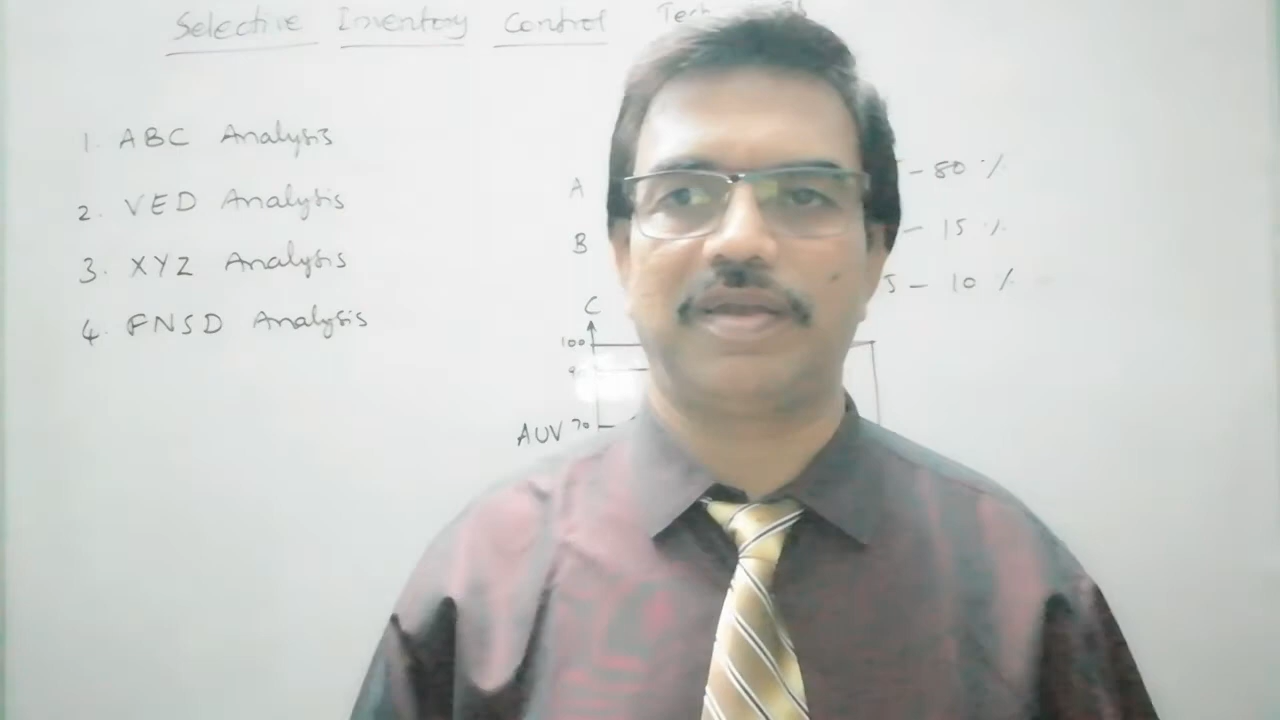 Selective Inventory Control
1. ABC Analysis
2. VED Analysis
3. XYZ Analysis
4. FNSD Analysis
A - 80 %
B - 15 %
C 5 - 10 %
100
AUV 70